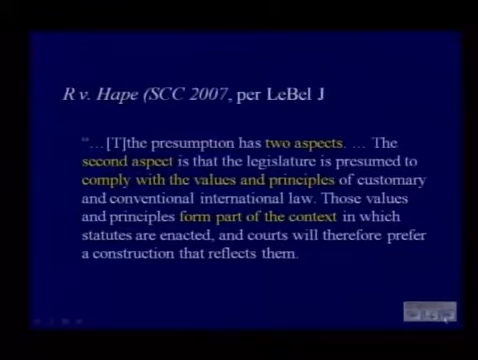 R v. Hape (SCC 2007, per LeBel J
“…[T]the presumption has two aspects. … The
second aspect is that the legislature is presumed to
comply with the values and principles of customary
and conventional international law. Those values
and principles form part of the context in which
statutes are enacted, and courts will therefore prefer
a construction that reflects them.